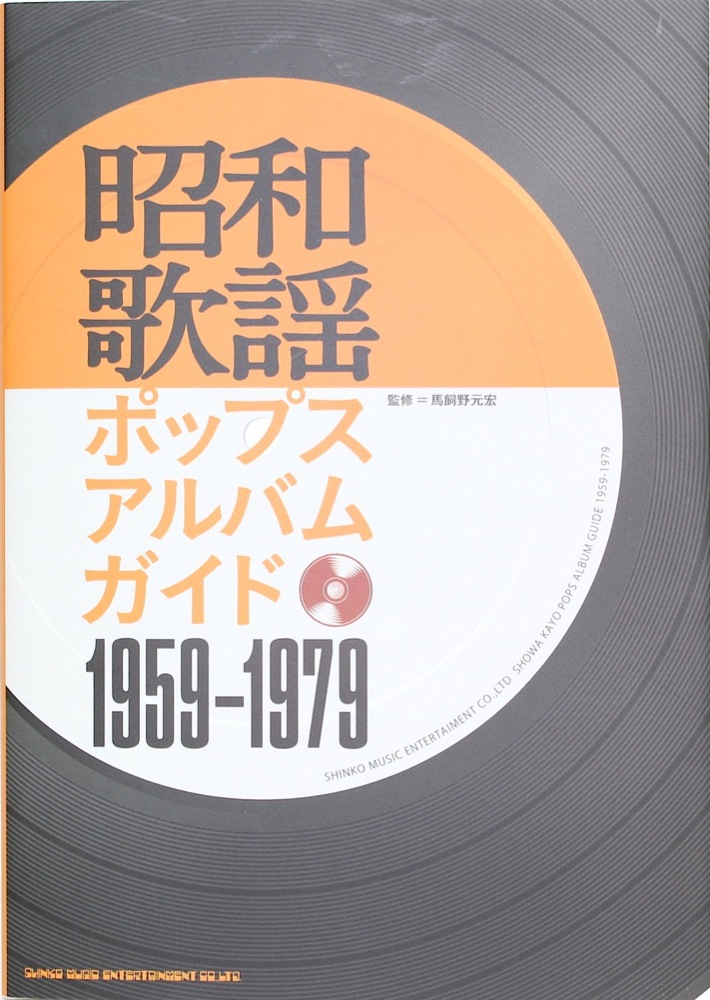 昭和
歌謡
ポップス
アルバム
ガイド
1959-1979
監修=馬飼野元宏
SHINKO MUSIC ENTERTAIMENT CO.,LTD SHOWA KAYO POPS ALBUM GUIDE 1959-1979
SHINKO MUSIC ENTERTAINMENT CO.,LTD.